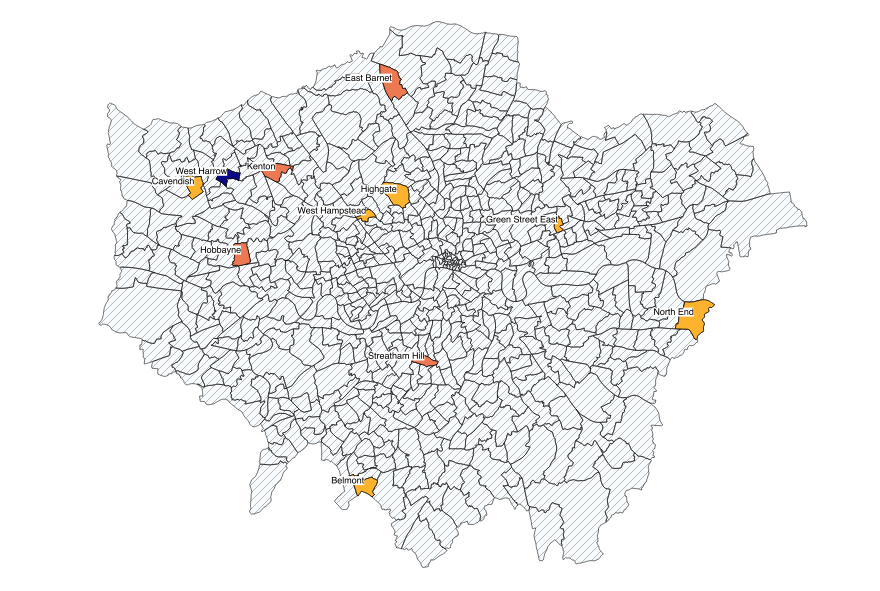 East Barnet
West Harrow
Kenton
Cavendish
Highgate
West Hampstead
Green Street East
Hobbayne
North End
Streatham Hill
Belmont